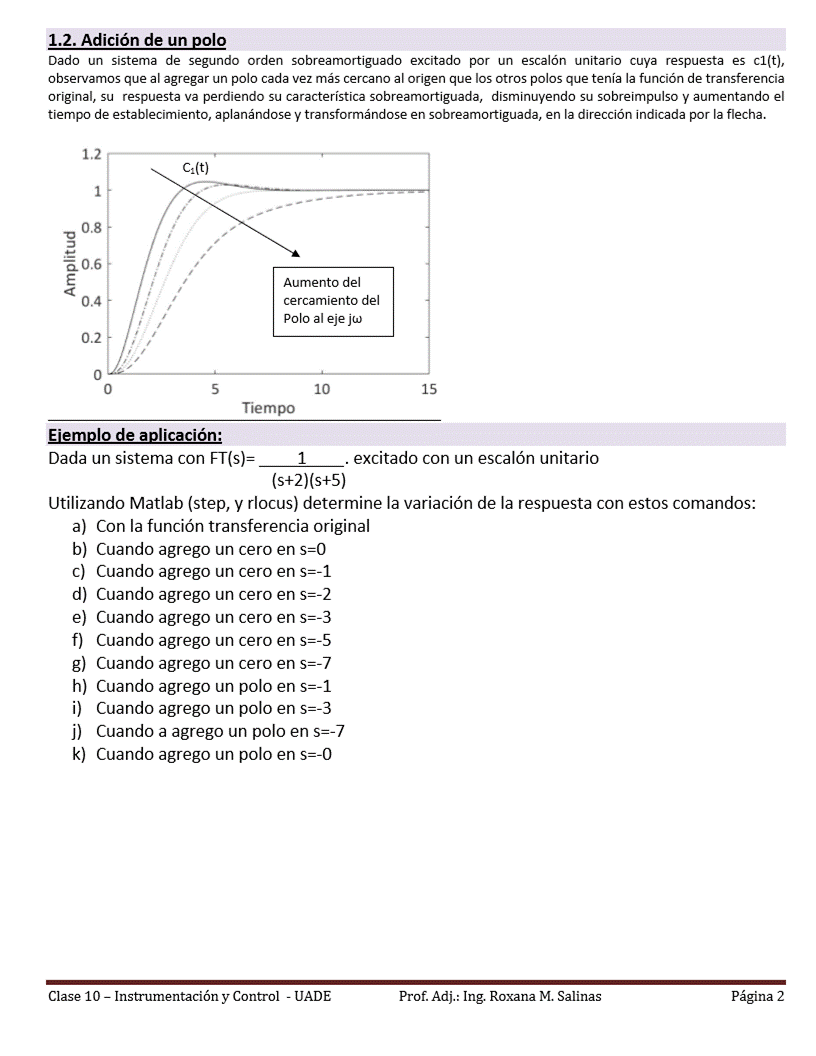 1.2. Adición de un polo
Dado un sistema de segundo orden sobreamortiguado excitado por un escalón unitario cuya respuesta es c1(t),
observamos que al agregar un polo cada vez más cercano al origen que los otros polos que tenía la función de transferencia
original, su respuesta va perdiendo su característica sobreamortiguada, disminuyendo su sobreimpulso y aumentando el
tiempo de establecimiento, aplanándose y transformándose en sobreamortiguada, en la dirección indicada por la flecha.
1.2
1
0.8
0.6
0.4
0.2
0
Amplitud
C₁(t)
Aumento del
cercamiento del
Polo al eje jω
0 5 10 15
Tiempo
Ejemplo de aplicación:
Dada un sistema con FT(s)= 1 . excitado con un escalón unitario
(s+2)(s+5)
Utilizando Matlab (step, y rlocus) determine la variación de la respuesta con estos comandos:
a) Con la función transferencia original
b) Cuando agrego un cero en s=0
c) Cuando agrego un cero en s=-1
d) Cuando agrego un cero en s=-2
e) Cuando agrego un cero en s=-3
f) Cuando agrego un cero en s=-5
g) Cuando agrego un cero en s=-7
h) Cuando agrego un polo en s=-1
i) Cuando agrego un polo en s=-3
j) Cuando a agrego un polo en s=-7
k) Cuando agrego un polo en s=-0
Clase 10 – Instrumentación y Control - UADE Prof. Adj.: Ing. Roxana M. Salinas Página 2